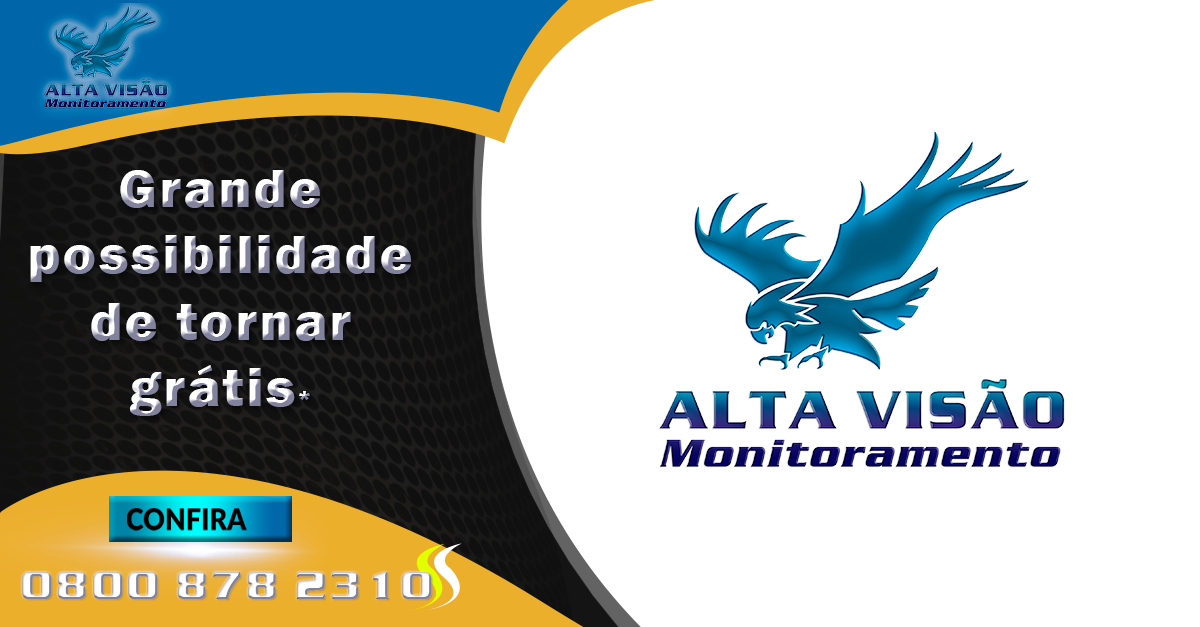 ALTA VISÃO
Monitoramento
Grande
possibilidade
de tornar
grátis*
CONFIRA
0800 878 2310
ALTA VISÃO
Monitoramento